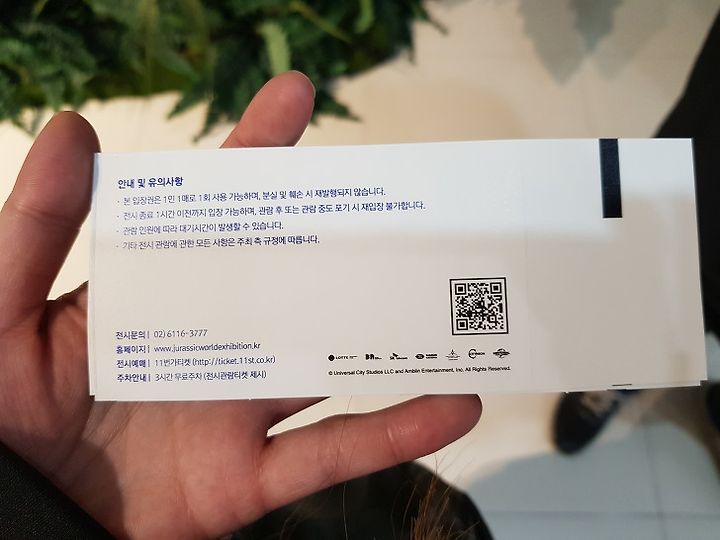 안내 및 유의사항
· 본 입장권은 1인 1매로 1회 사용 가능하며, 분실 및 훼손 시 재발행되지 않습니다.
· 전시 종료 1시간 이전까지 입장 가능하며, 관람 후 또는 관람 중도 포기 시 재입장 불가합니다.
· 관람 인원에 따라 대기시간이 발생할 수 있습니다.
· 기타 전시 관람에 관한 모든 사항은 주최 측 규정에 따릅니다.
전시문의 | 02) 6116-3777
홈페이지 | www.jurassicworldexhibition.kr
전시예매 | 11번가티켓 (http://ticket.11st.co.kr)
주차안내 | 3시간 무료주차 (전시관람티켓 제시)
LOTTE
© Universal City Studios LLC and Amblin Entertainment, Inc. All Rights Reserved.